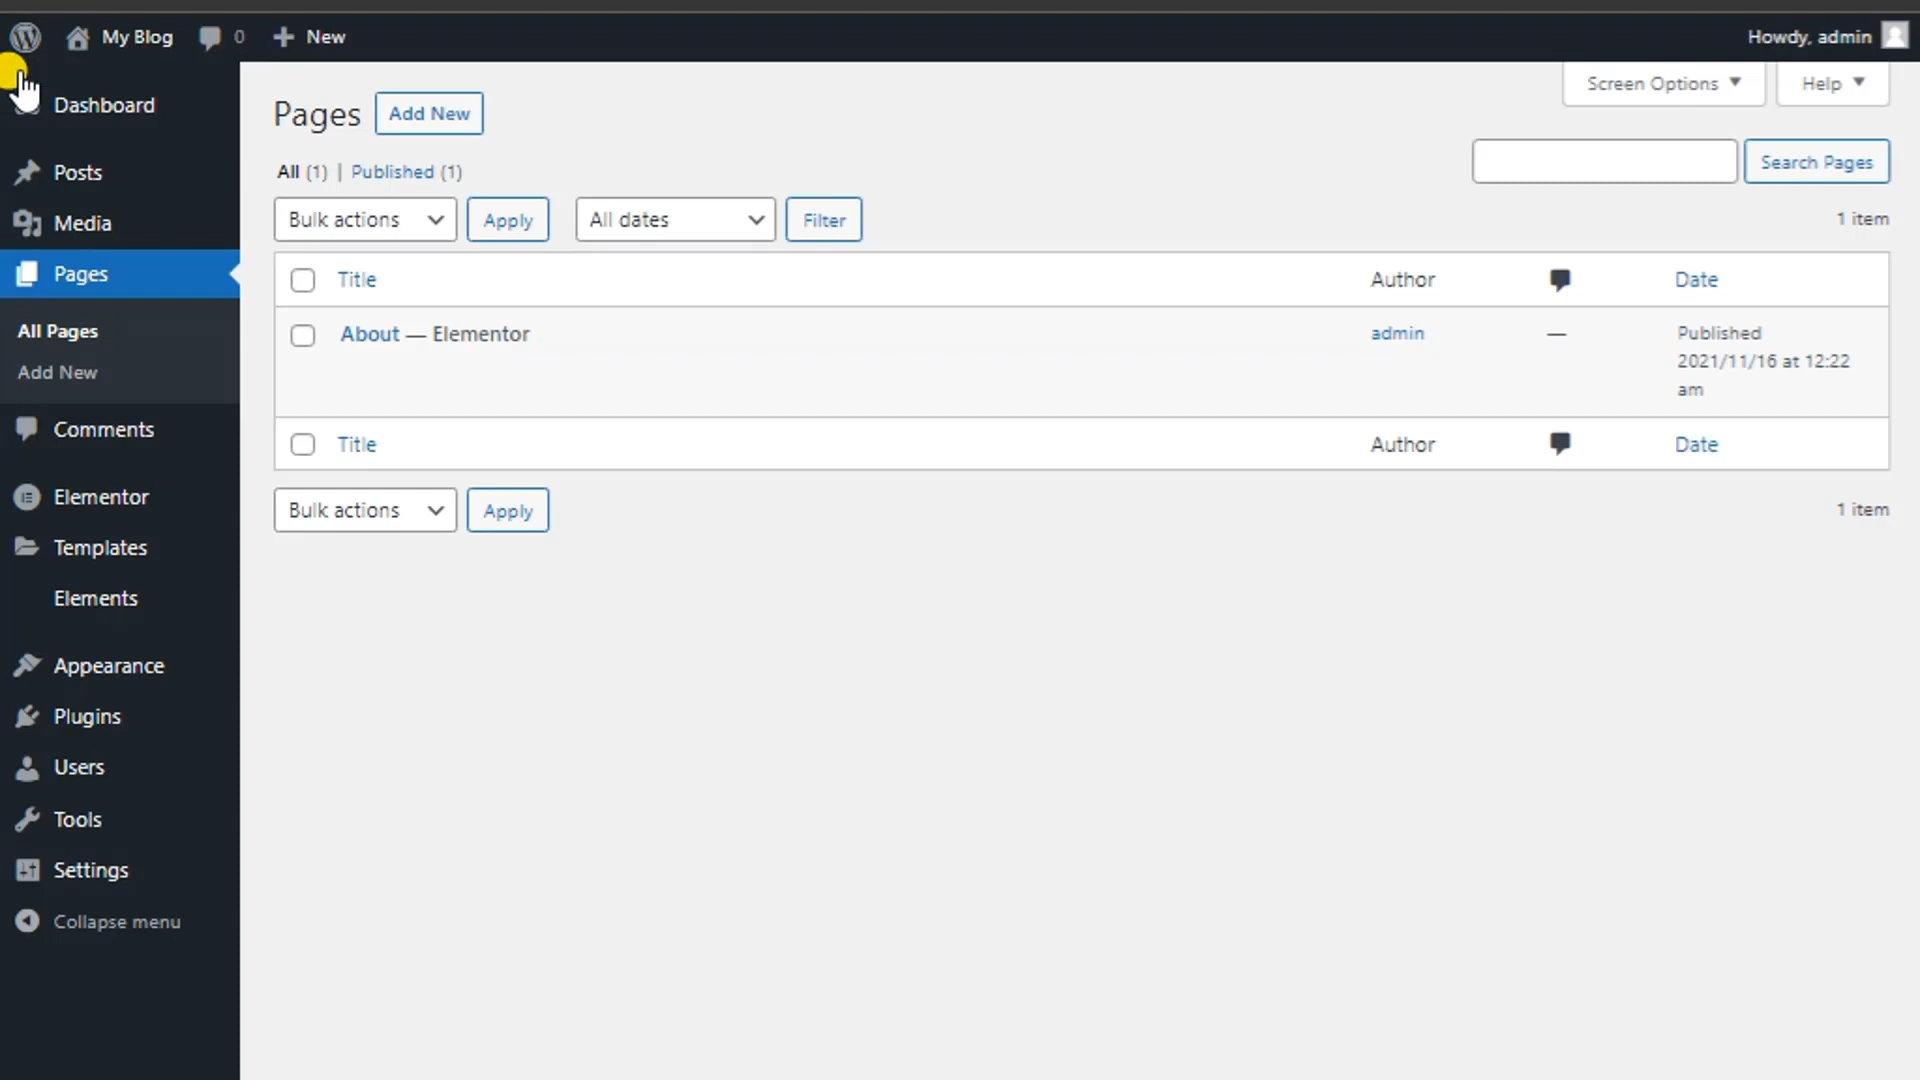 My Blog 0 New Howdy, admin
Dashboard
Posts
Media
Pages
All Pages
Add New
Comments
Elementor
Templates
Elements
Appearance
Plugins
Users
Tools
Settings
Collapse menu
Screen Options Help
Pages Add New
All (1) | Published (1)
Search Pages
Bulk actions Apply All dates Filter 1 item
Title Author Date
About — Elementor admin — Published
2021/11/16 at 12:22
am
Title Author Date
Bulk actions Apply 1 item